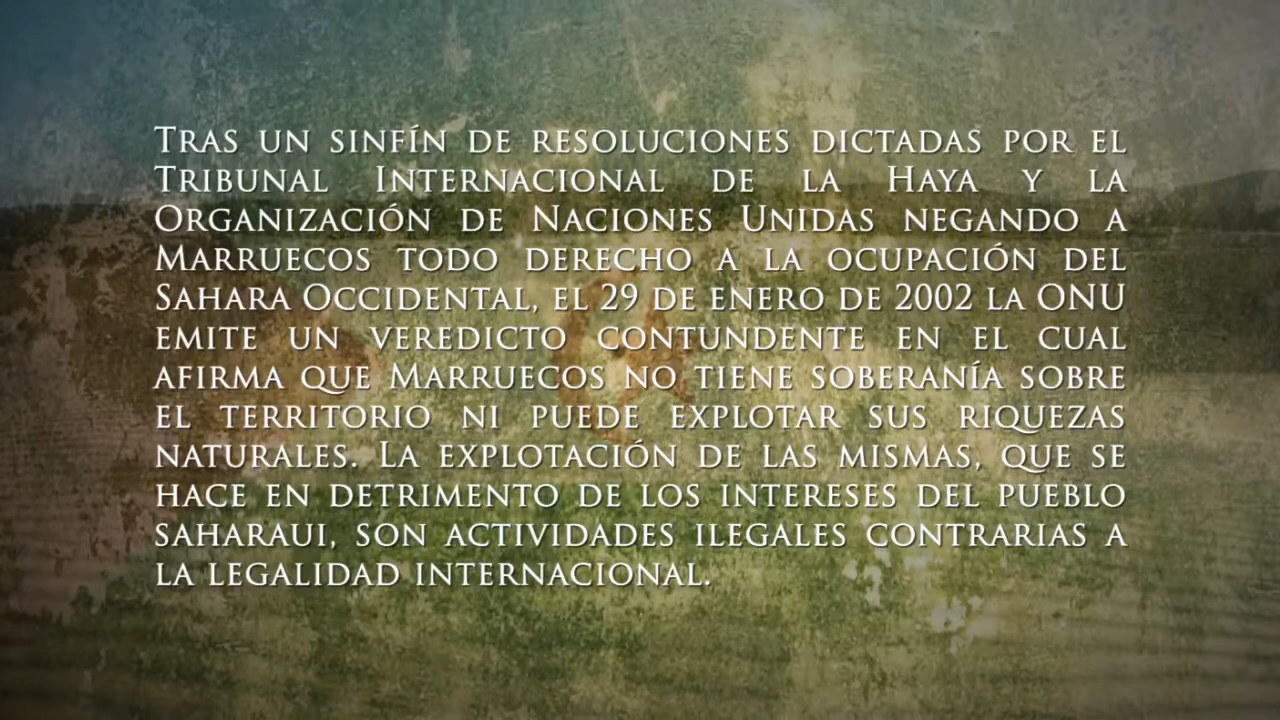 Tras un sinfín de resoluciones dictadas por el
Tribunal Internacional de la Haya y la
Organización de Naciones Unidas negando a
Marruecos todo derecho a la ocupación del
Sahara Occidental, el 29 de enero de 2002 la ONU
emite un veredicto contundente en el cual
afirma que Marruecos no tiene soberanía sobre
el territorio ni puede explotar sus riquezas
naturales. La explotación de las mismas, que se
hace en detrimento de los intereses del pueblo
saharaui, son actividades ilegales contrarias a
la legalidad internacional.